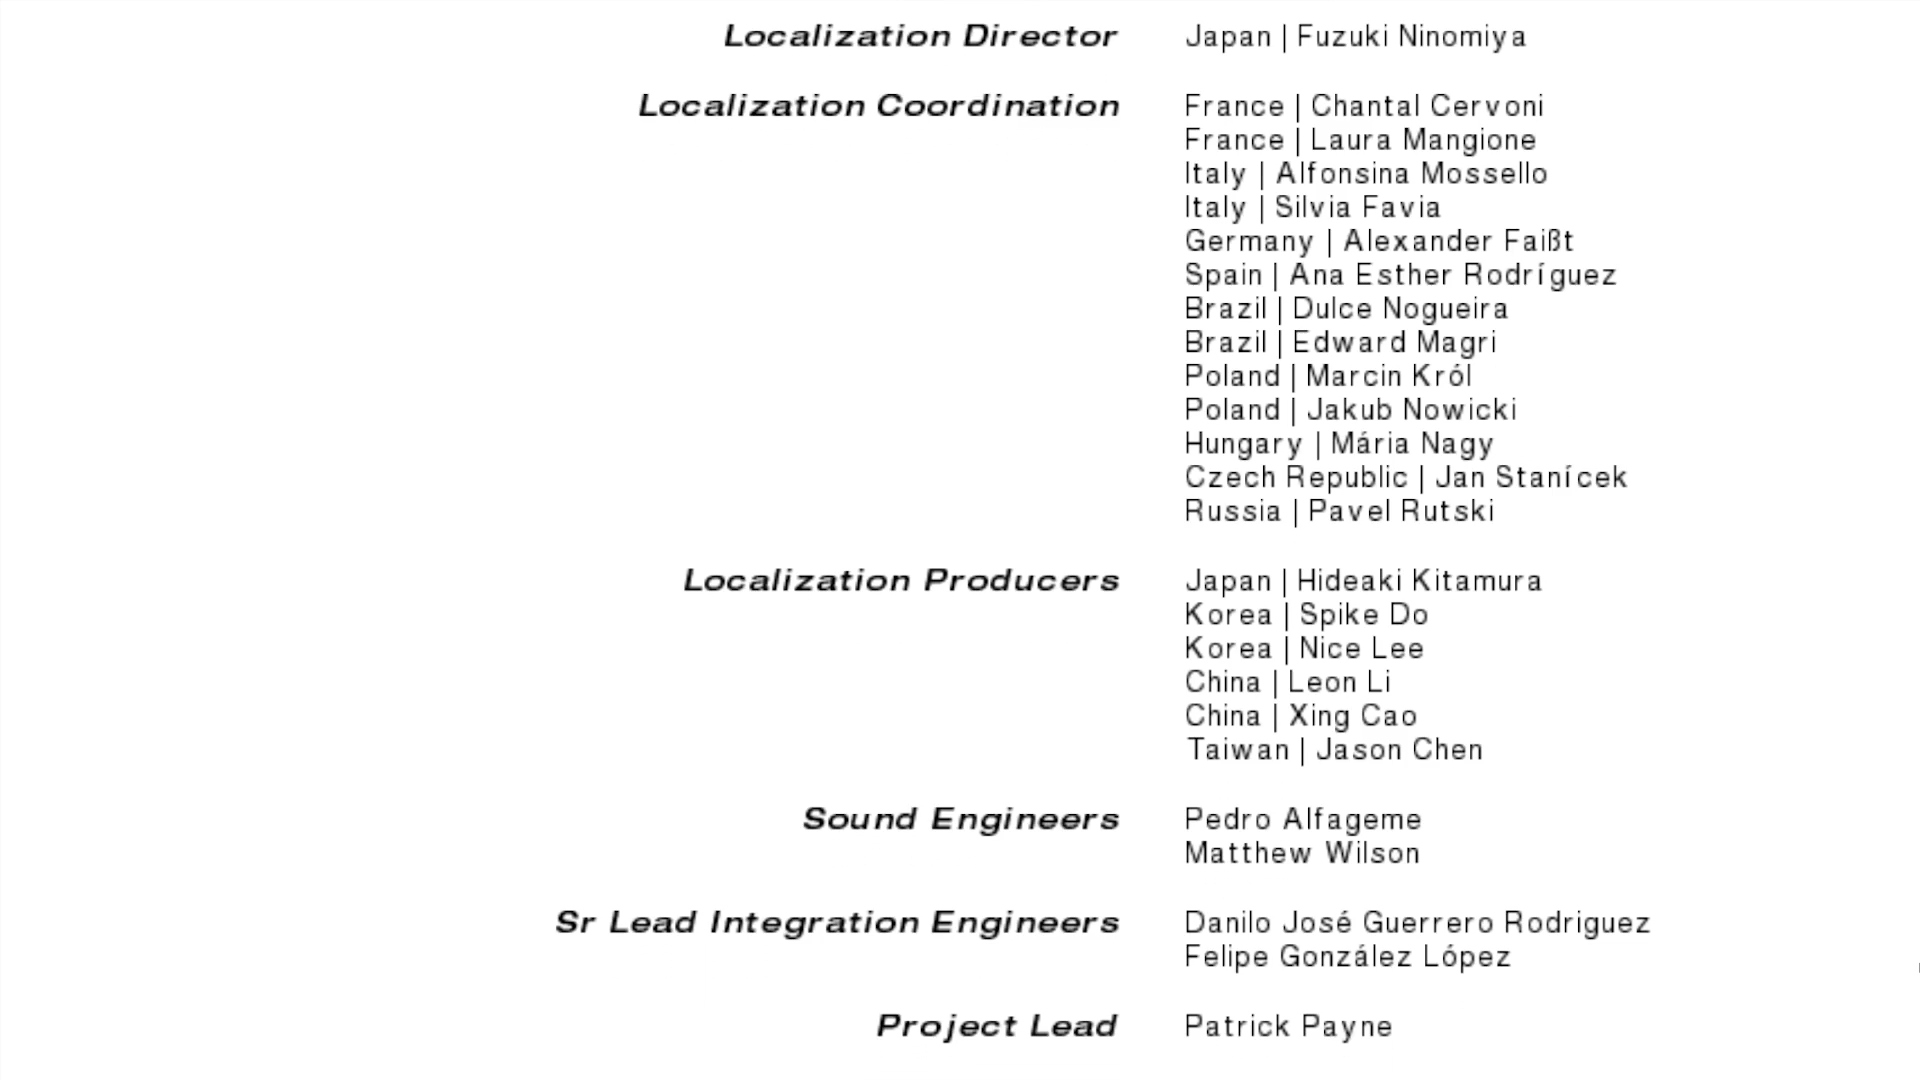 Localization Director Japan | Fuzuki Ninomiya
Localization Coordination France | Chantal Cervoni
France | Laura Mangione
Italy | Alfonsina Mossello
Italy | Silvia Favia
Germany | Alexander Faißt
Spain | Ana Esther Rodríguez
Brazil | Dulce Nogueira
Brazil | Edward Magri
Poland | Marcin Król
Poland | Jakub Nowicki
Hungary | Mária Nagy
Czech Republic | Jan Stanícek
Russia | Pavel Rutski
Localization Producers Japan | Hideaki Kitamura
Korea | Spike Do
Korea | Nice Lee
China | Leon Li
China | Xing Cao
Taiwan | Jason Chen
Sound Engineers Pedro Alfageme
Matthew Wilson
Sr Lead Integration Engineers Danilo José Guerrero Rodriguez
Felipe González López
Project Lead Patrick Payne